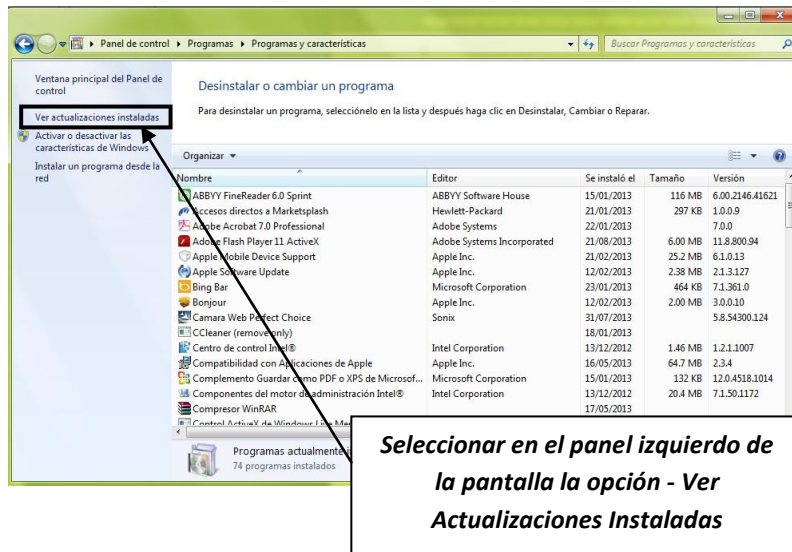 Panel de control ▸ Programas ▸ Programas y características
Buscar Programas y características
Ventana principal del Panel de
control
Ver actualizaciones instaladas
Activar o desactivar las
características de Windows
Instalar un programa desde la
red
Desinstalar o cambiar un programa
Para desinstalar un programa, selecciónelo en la lista y después haga clic en Desinstalar, Cambiar o Reparar.
Organizar
Nombre Editor Se instaló el Tamaño Versión
ABBYY FineReader 6.0 Sprint ABBYY Software House 15/01/2013 116 MB 6.00.2146.41621
Accesos directos a Marketsplash Hewlett-Packard 21/01/2013 297 KB 1.0.0.9
Adobe Acrobat 7.0 Professional Adobe Systems 22/01/2013 7.0.0
Adobe Flash Player 11 ActiveX Adobe Systems Incorporated 21/08/2013 6.00 MB 11.8.800.94
Apple Mobile Device Support Apple Inc. 21/02/2013 25.2 MB 6.1.0.13
Apple Software Update Apple Inc. 12/02/2013 2.38 MB 2.1.3.127
Bing Bar Microsoft Corporation 23/01/2013 464 KB 7.1.361.0
Bonjour Apple Inc. 12/02/2013 2.00 MB 3.0.0.10
Camara Web Perfect Choice Sonix 31/07/2013 5.8.54300.124
CCleaner (remove only) 18/01/2013
Centro de control Intel® Intel Corporation 13/12/2012 1.46 MB 1.2.1.1007
Compatibilidad con Aplicaciones de Apple Apple Inc. 16/05/2013 64.7 MB 2.3.4
Complemento Guardar como PDF o XPS de Microsof... Microsoft Corporation 15/01/2013 132 KB 12.0.4518.1014
Componentes del motor de administración Intel® Intel Corporation 13/12/2012 20.4 MB 7.1.50.1172
Compresor WinRAR 17/05/2013
Control ActiveX de Windows Live
Programas actualmente
74 programas instalados
Seleccionar en el panel izquierdo de
la pantalla la opción - Ver
Actualizaciones Instaladas